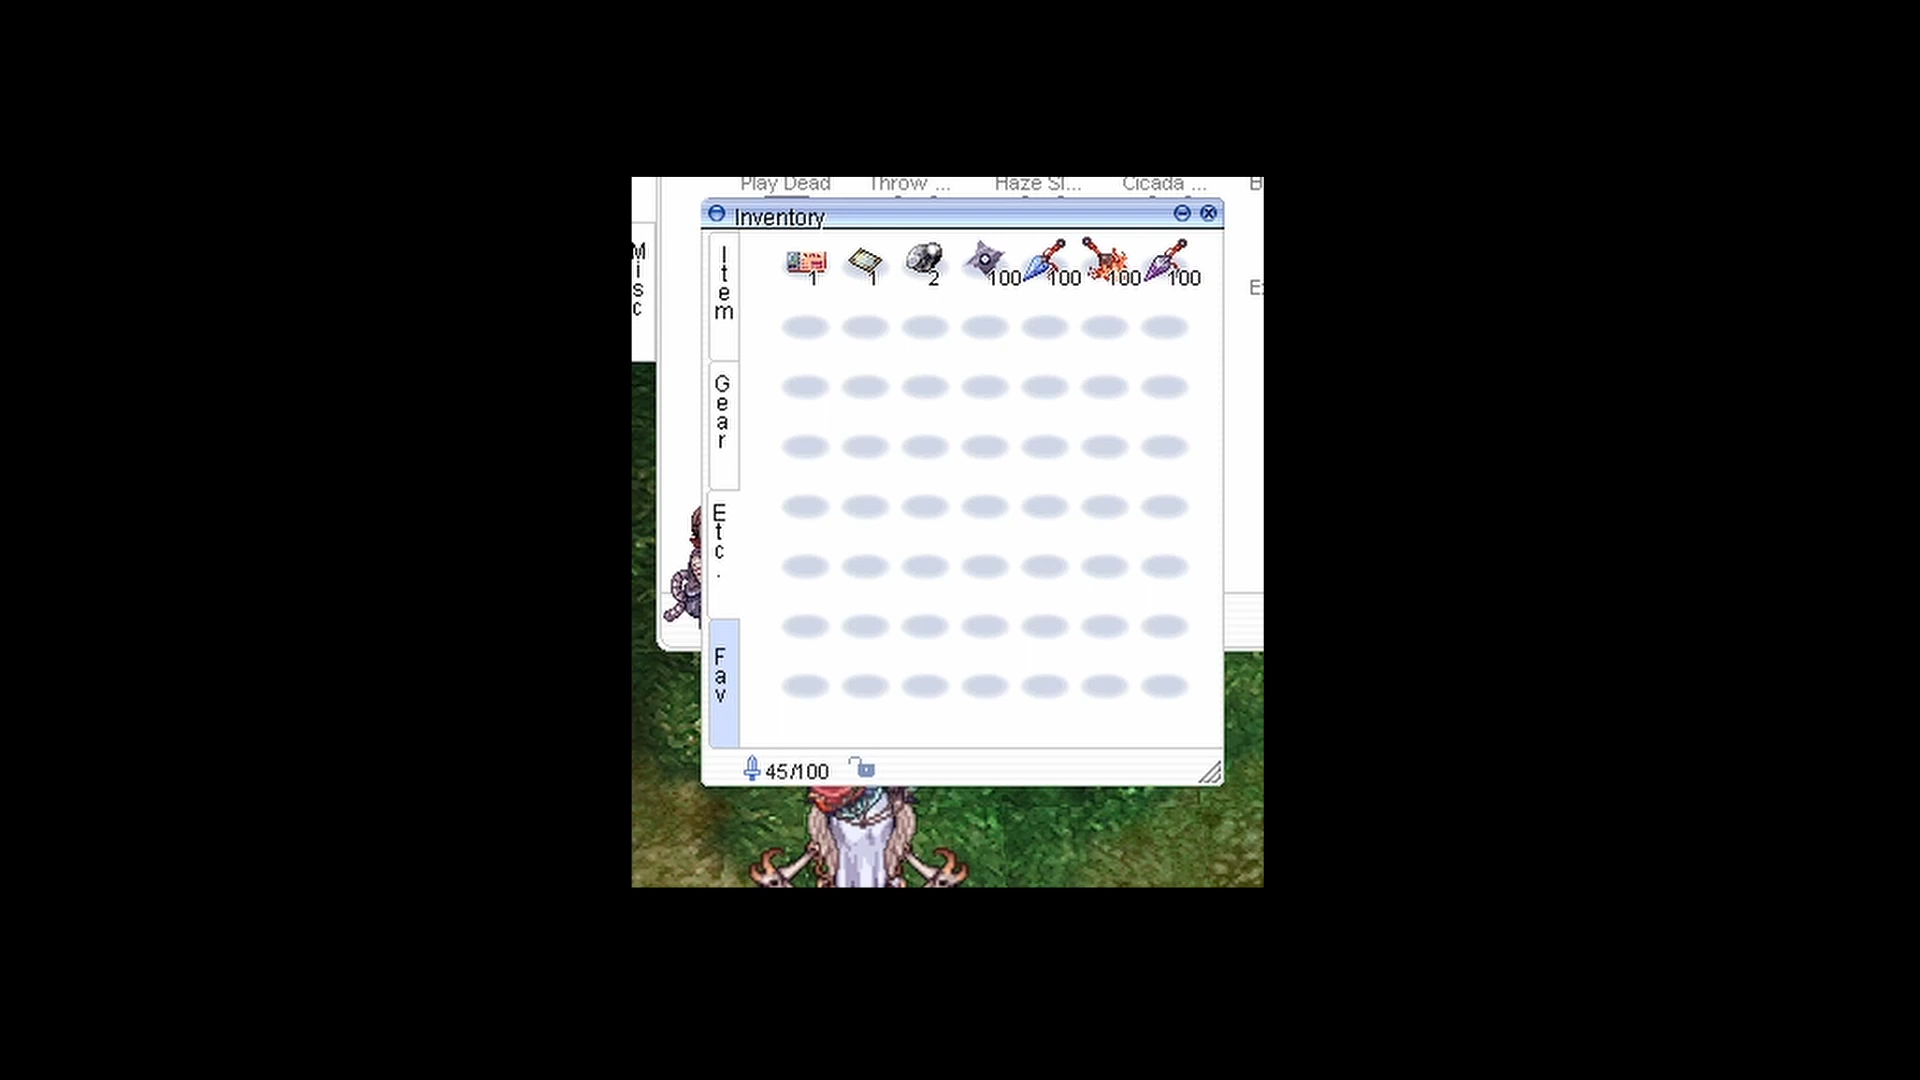 Play Dead Throw ... Haze Sl... Cicada ... B
Inventory
Misc
Item
1 1 2 100 100 100 100
Gear
Etc.
Fav
45/100